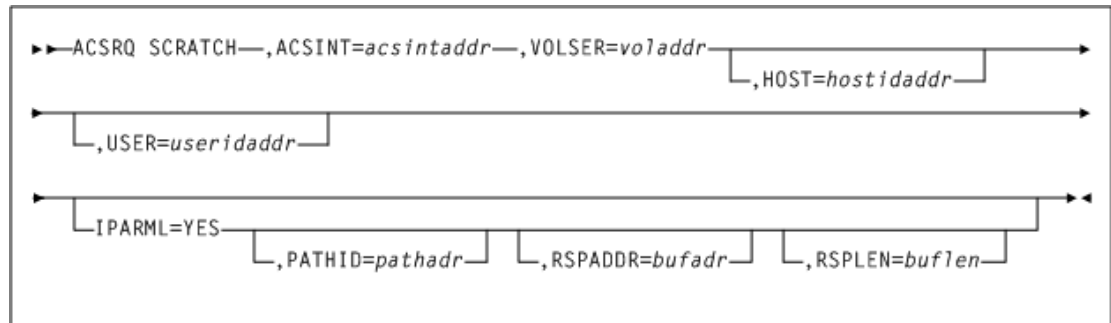 ACSRQ SCRATCH ,ACSINT=acsintaddr ,VOLSER=voladdr
,HOST=hostidaddr
,USER=useridaddr
IPARML=YES
,PATHID=pathadr ,RSPADDR=bufadr ,RSPLEN=buflen